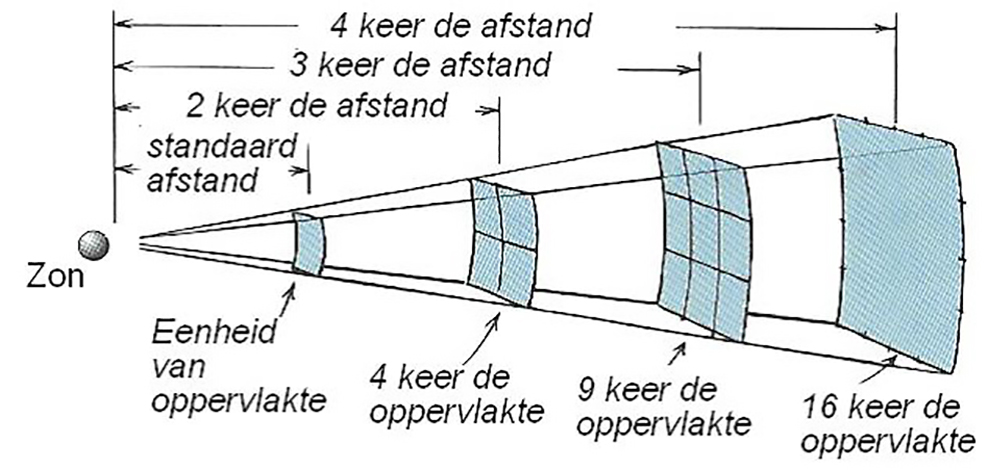 4 keer de afstand
3 keer de afstand
2 keer de afstand
standaard
afstand
Zon
Eenheid
van
oppervlakte
4 keer de
oppervlakte
9 keer de
oppervlakte
16 keer de
oppervlakte